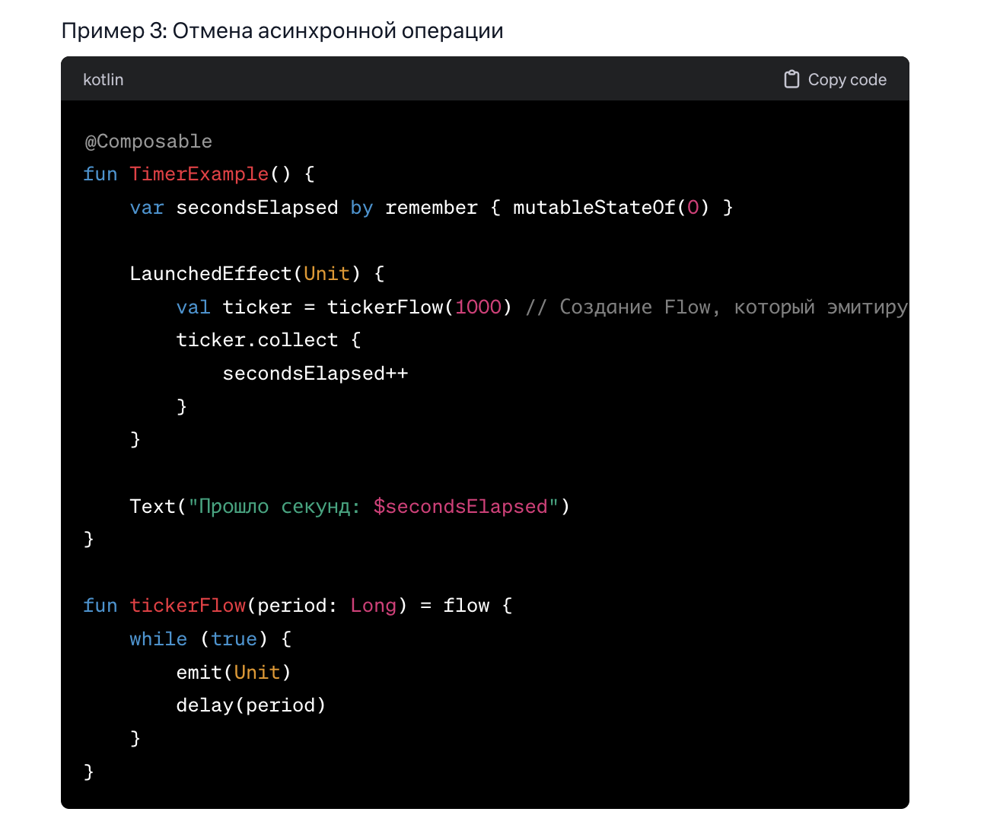 Пример 3: Отмена асинхронной операции
kotlin
Copy code
@Composable
fun TimerExample() {
    var secondsElapsed by remember { mutableStateOf(0) }
    LaunchedEffect(Unit) {
        val ticker = tickerFlow(1000) // Создание Flow, который эмитиру
        ticker.collect {
            secondsElapsed++
        }
    }
    Text("Прошло секунд: $secondsElapsed")
}
fun tickerFlow(period: Long) = flow {
    while (true) {
        emit(Unit)
        delay(period)
    }
}